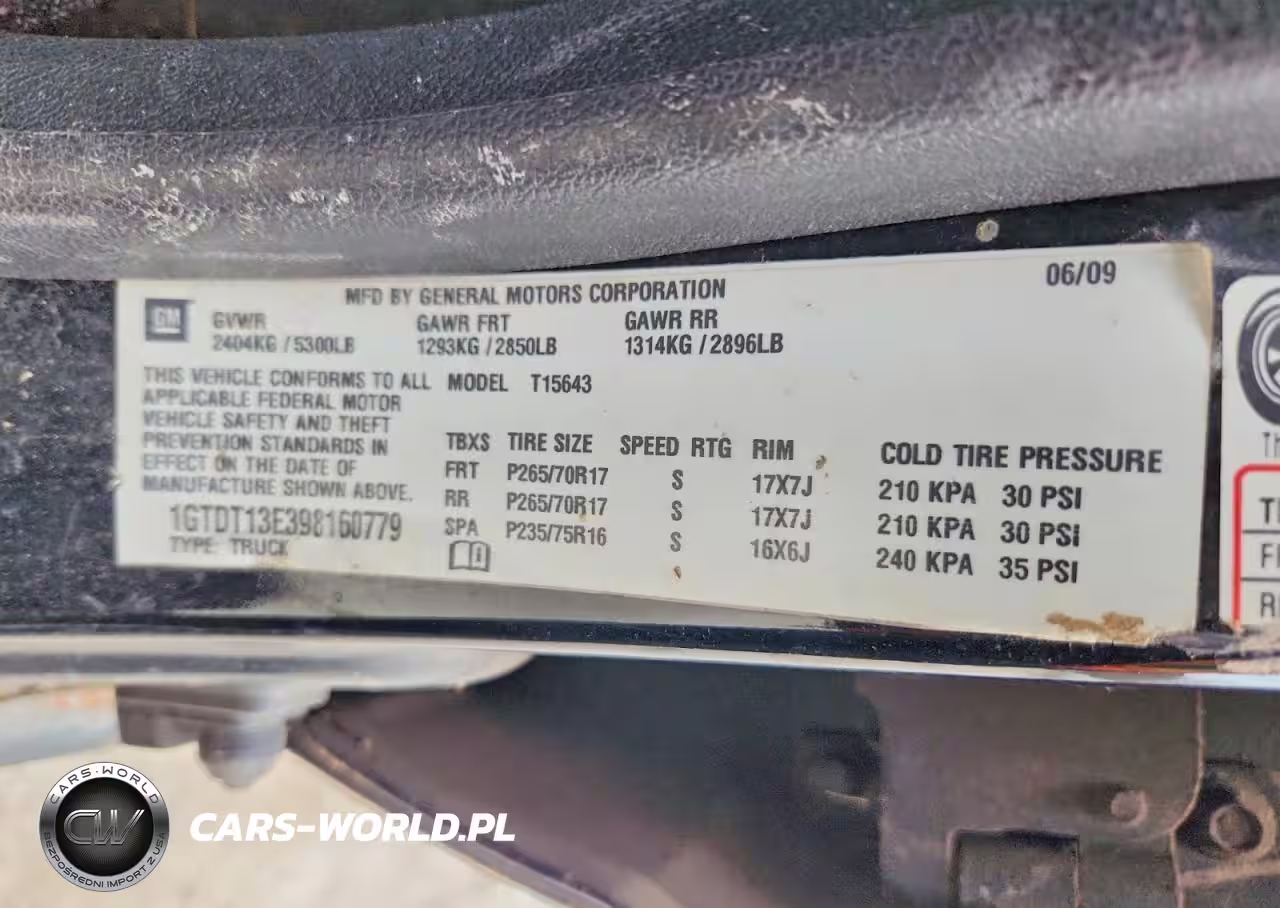 06/09
MFD BY GENERAL MOTORS CORPORATION
GM
GVWR GAWR FRT GAWR RR
2404KG / 5300LB 1293KG / 2850LB 1314KG / 2896LB
THIS VEHICLE CONFORMS TO ALL
APPLICABLE FEDERAL MOTOR
VEHICLE SAFETY AND THEFT
PREVENTION STANDARDS IN
EFFECT ON THE DATE OF
MANUFACTURE SHOWN ABOVE.
1GTDT13E398160779
TYPE: TRUCK
MODEL T15643
TBXS TIRE SIZE SPEED RTG RIM COLD TIRE PRESSURE
FRT P265/70R17 S 17X7J 210 KPA 30 PSI
RR P265/70R17 S 17X7J 210 KPA 30 PSI
SPA P235/75R16 S 16X6J 240 KPA 35 PSI
CARS-WORLD
CW
BEZPOŚREDNI IMPORT Z USA
CARS-WORLD.PL